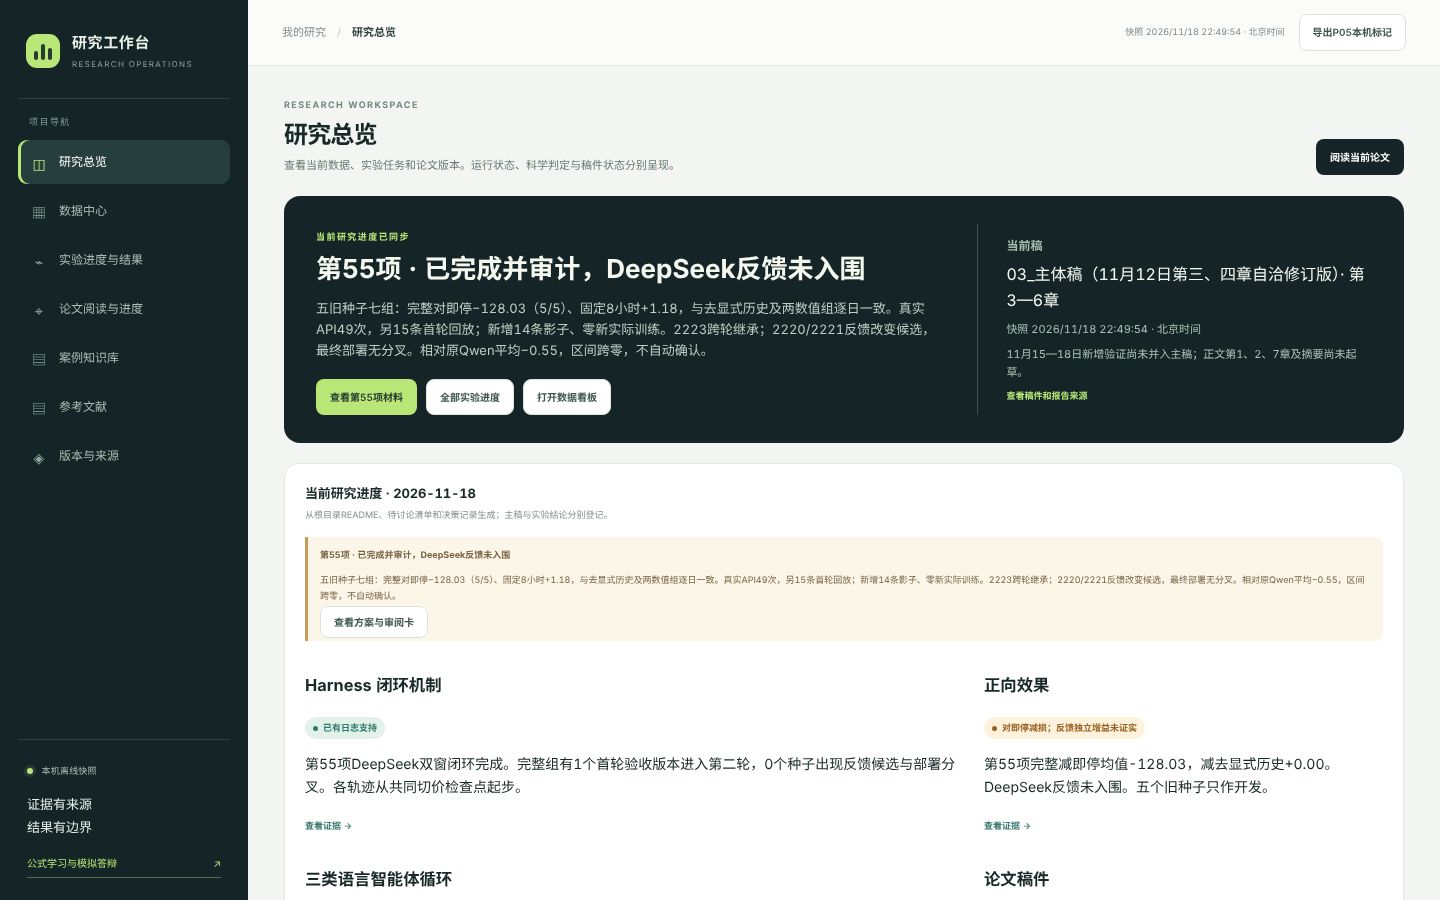 研究工作台
RESEARCH OPERATIONS
项目导航
研究总览
数据中心
实验进度与结果
论文阅读与进度
案例知识库
参考文献
版本与来源
本机离线快照
证据有来源
结果有边界
公式学习与模拟答辩 ↗
我的研究 / 研究总览
快照 2026/11/18 22:49:54 · 北京时间
导出P05本机标记
RESEARCH WORKSPACE
研究总览
查看当前数据、实验任务和论文版本。运行状态、科学判定与稿件状态分别呈现。
阅读当前论文
当前研究进度已同步
第55项 · 已完成并审计，DeepSeek反馈未入围
五旧种子七组：完整对即停−128.03（5/5）、固定8小时+1.18，与去显式历史及两数值组逐日一致。真实
API49次，另15条首轮回放；新增14条影子、零新实际训练。2223跨轮继承；2220/2221反馈改变候选，
最终部署无分叉。相对原Qwen平均−0.55，区间跨零，不自动确认。
查看第55项材料
全部实验进度
打开数据看板
当前稿
03_主体稿（11月12日第三、四章自洽修订版）· 第
3—6章
快照 2026/11/18 22:49:54 · 北京时间
11月15—18日新增验证尚未并入主稿；正文第1、2、7章及摘要尚未起
草。
查看稿件和报告来源
当前研究进度 · 2026-11-18
从根目录README、待讨论清单和决策记录生成；主稿与实验结论分别登记。
第55项 · 已完成并审计，DeepSeek反馈未入围
五旧种子七组：完整对即停−128.03（5/5）、固定8小时+1.18，与去显式历史及两数值组逐日一致。真实API49次，另15条首轮回放；新增14条影子、零新实际训练。2223跨轮继承；2220/2221反馈改变候选，最终部署无分叉。相对原Qwen平均−0.55，区间
跨零，不自动确认。
查看方案与审阅卡
Harness 闭环机制
已有日志支持
第55项DeepSeek双窗闭环完成。完整组有1个首轮验收版本进入第二轮，0个种子出现反馈候选与部署分
叉。各轨迹从共同切价检查点起步。
查看证据 →
正向效果
对即停减损；反馈独立增益未证实
第55项完整减即停均值-128.03，减去显式历史+0.00。
DeepSeek反馈未入围。五个旧种子只作开发。
查看证据 →
三类语言智能体循环
论文稿件